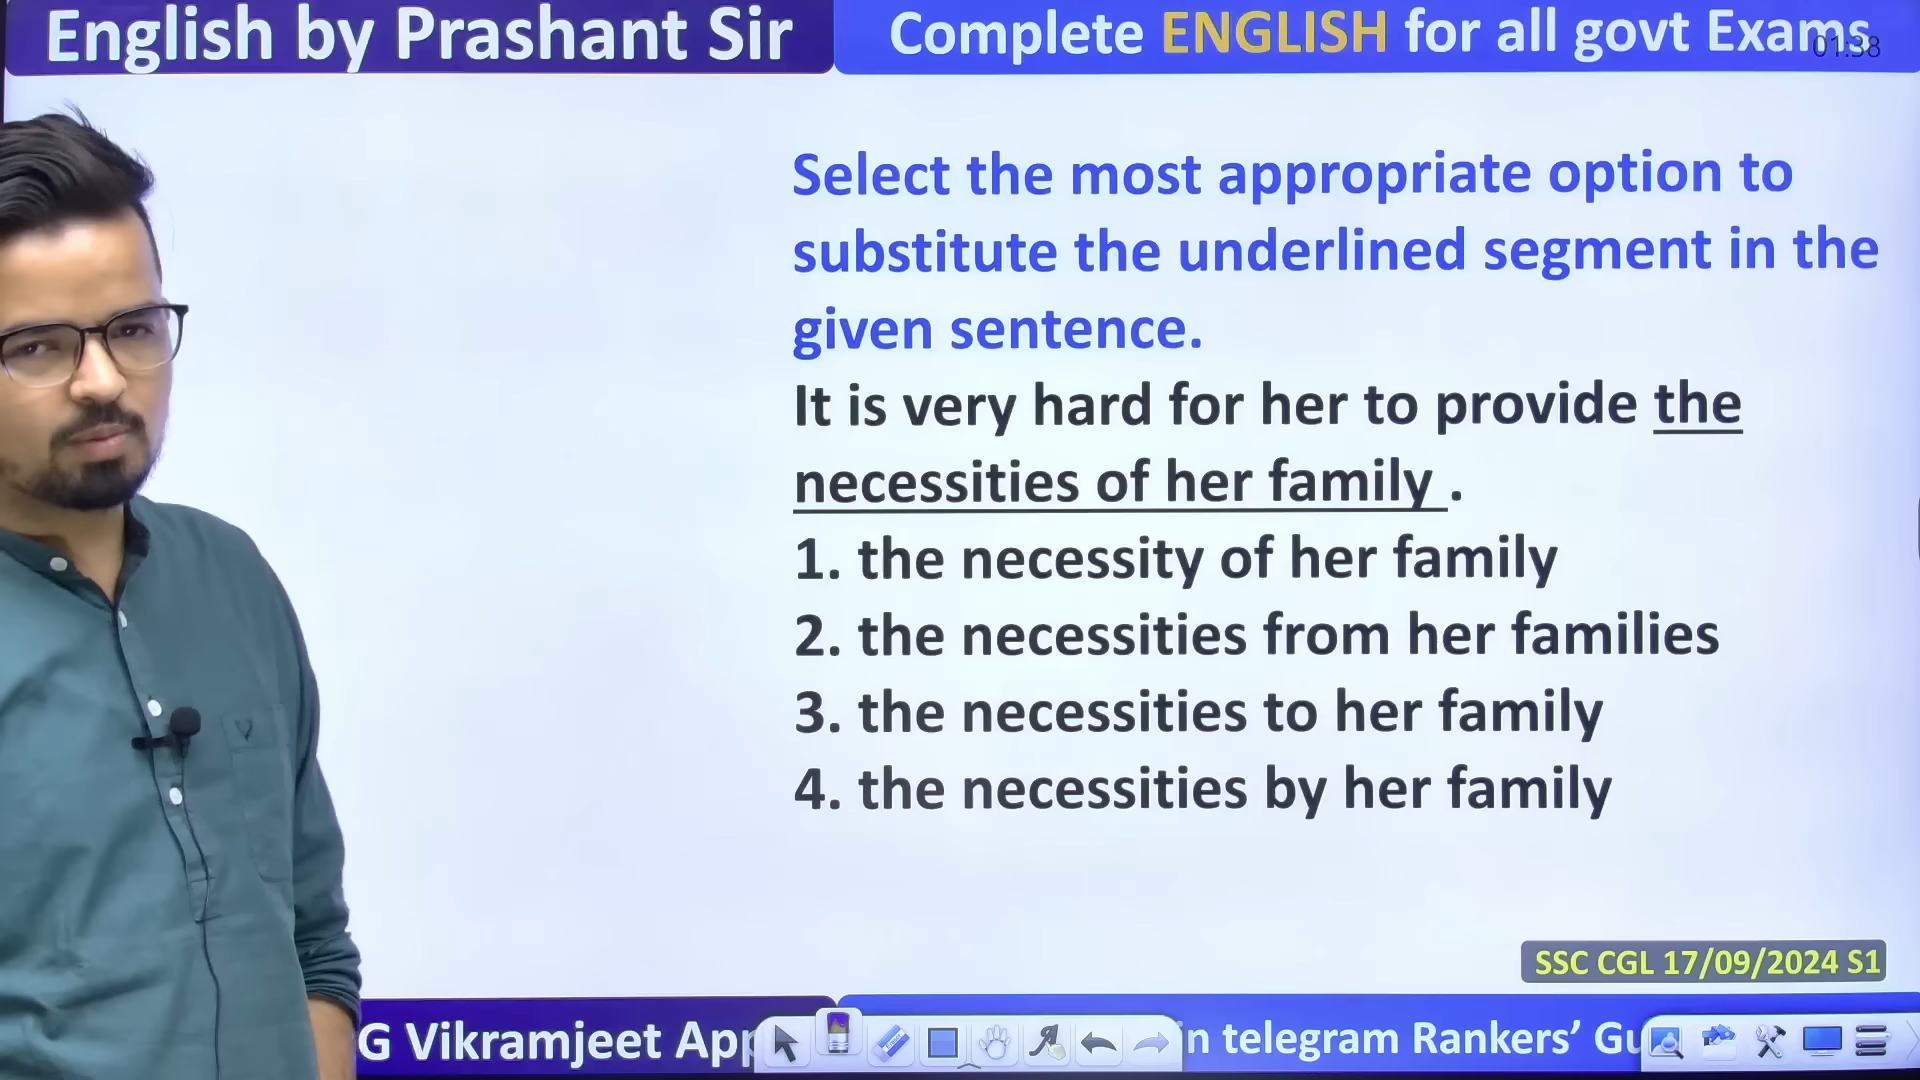 English by Prashant Sir
Complete ENGLISH for all govt Exams
01:38
Select the most appropriate option to
substitute the underlined segment in the
given sentence.
It is very hard for her to provide the
necessities of her family .
1. the necessity of her family
2. the necessities from her families
3. the necessities to her family
4. the necessities by her family
SSC CGL 17/09/2024 S1
G Vikramjeet App
in telegram Rankers’ Gu